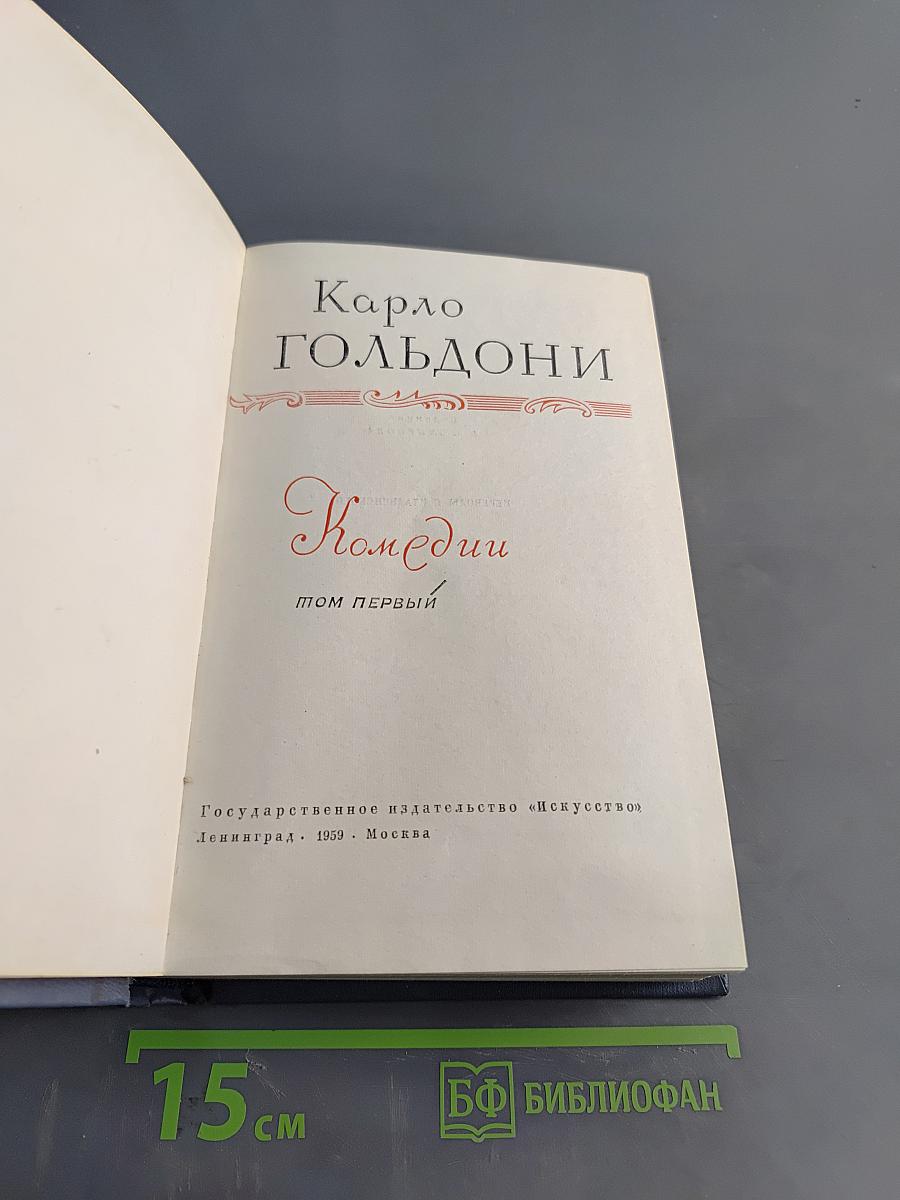 Карло
ГОЛЬДОНИ
Комедии
ТОМ ПЕРВЫЙ
Государственное издательство «Искусство»,
Ленинград · 1959 · Москва
15 см
БФ БИБЛИОФАН